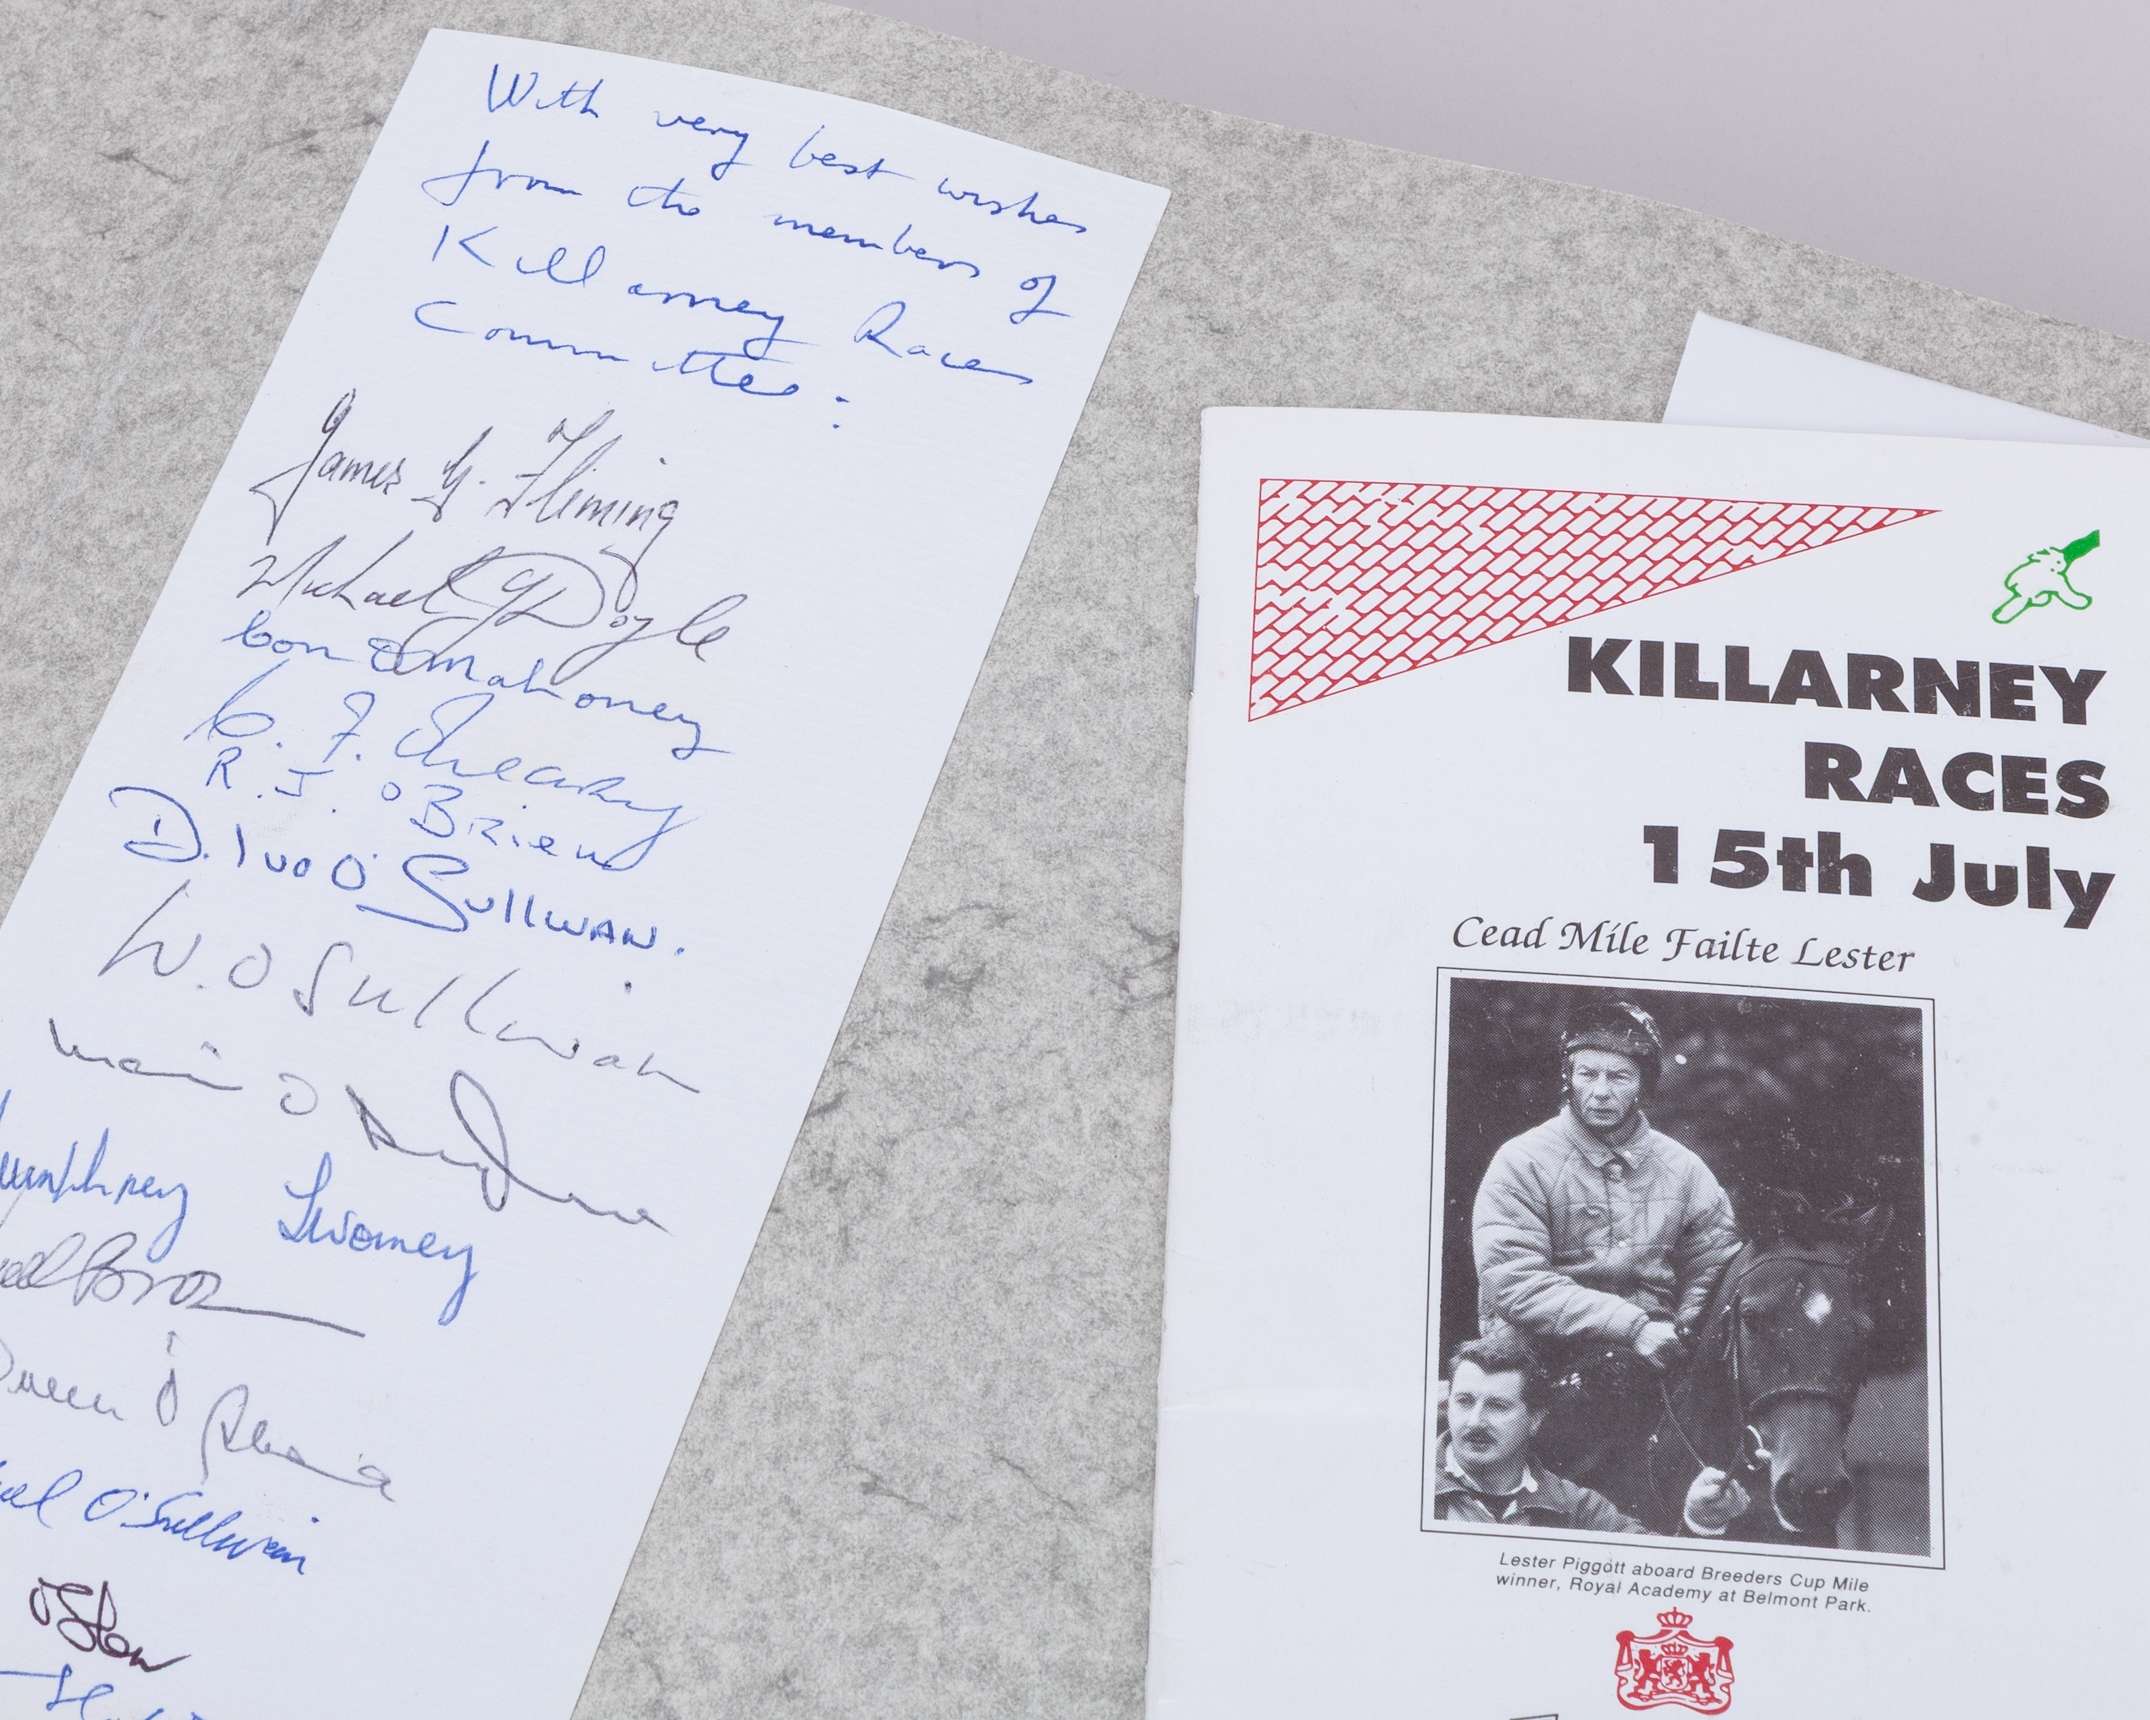 With very best wishes
from the members of
Killarney Races
Committee:
James G. Fleming
Michael G Doyle
Con O'Mahoney
R. J. O'Brien
D. Ivo O'Sullivan.
W. O Sullivan
O
Humphrey Twomey
O'Sullivan
KILLARNEY
RACES
15th July
Cead Míle Failte Lester
Lester Piggott aboard Breeders Cup Mile
winner, Royal Academy at Belmont Park.